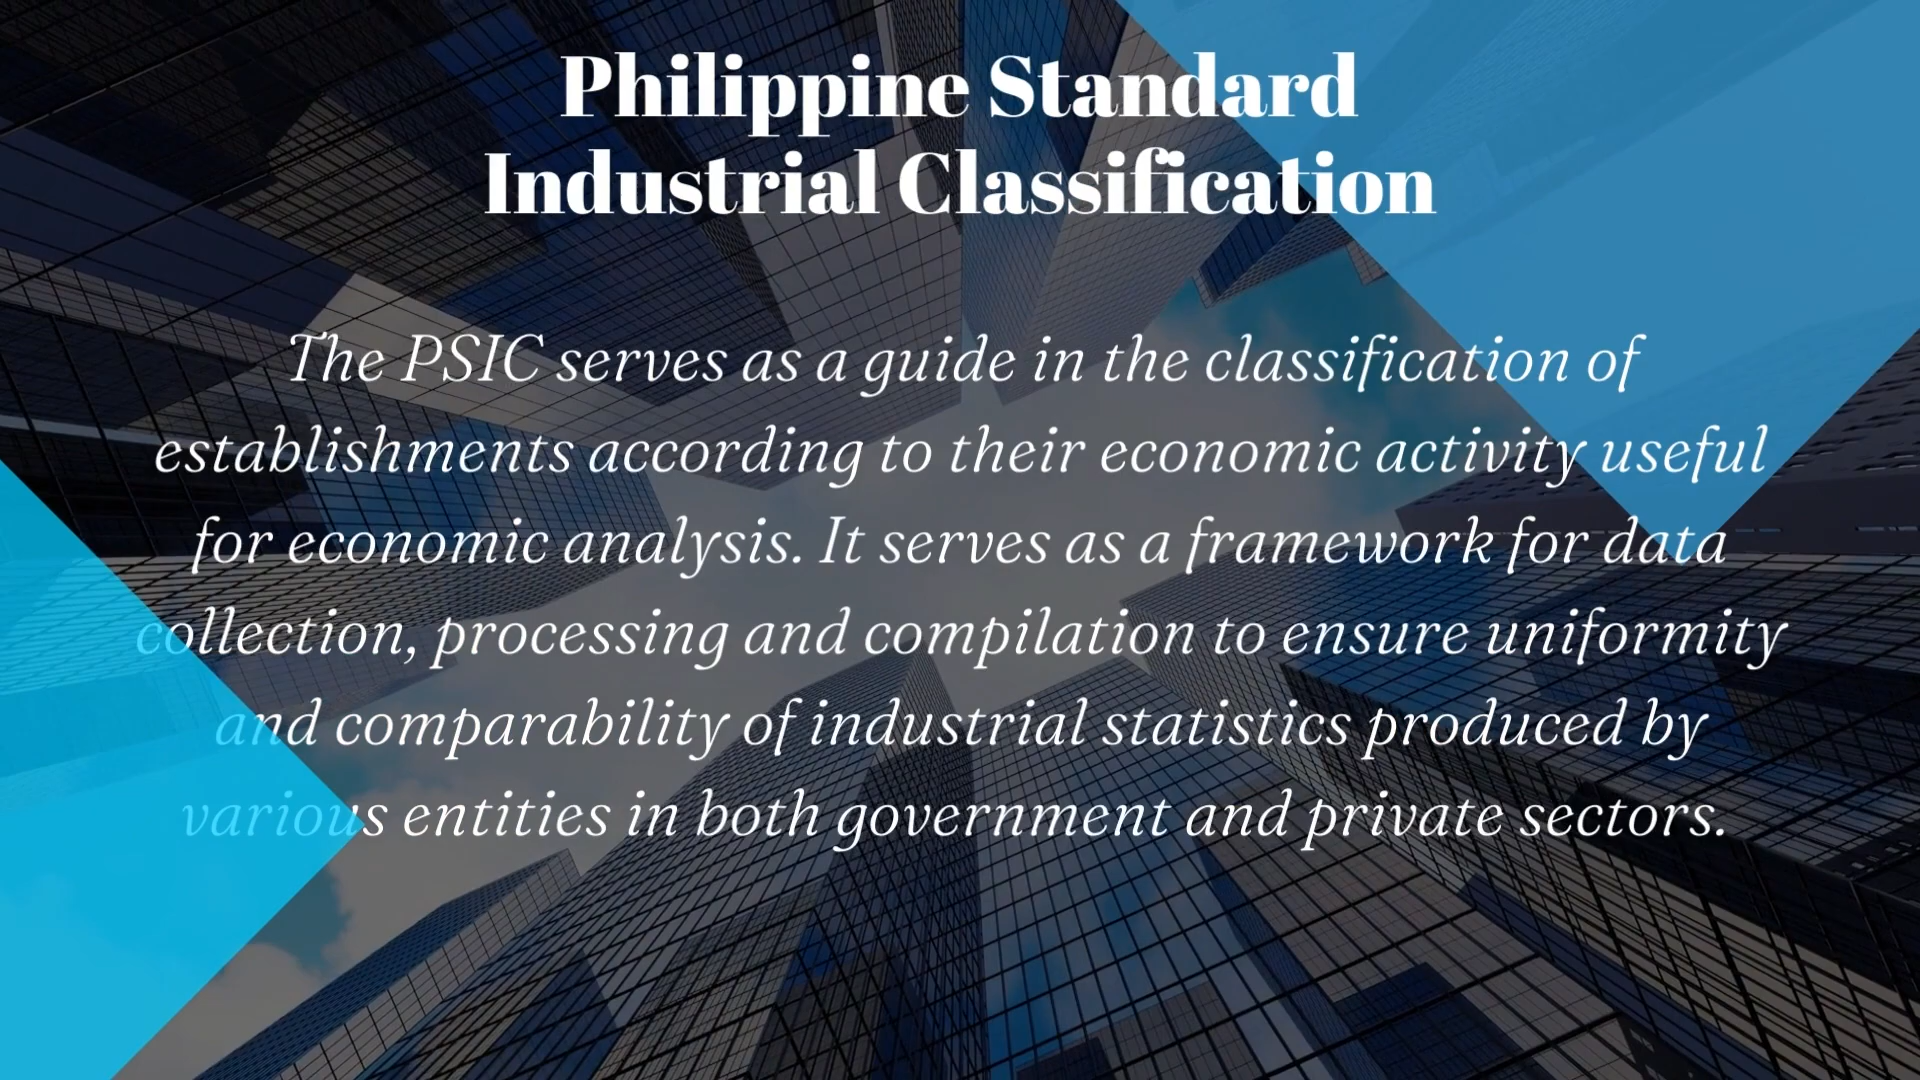 Philippine Standard
Industrial Classification
The PSIC serves as a guide in the classification of
establishments according to their economic activity useful
for economic analysis. It serves as a framework for data
collection, processing and compilation to ensure uniformity
and comparability of industrial statistics produced by
various entities in both government and private sectors.